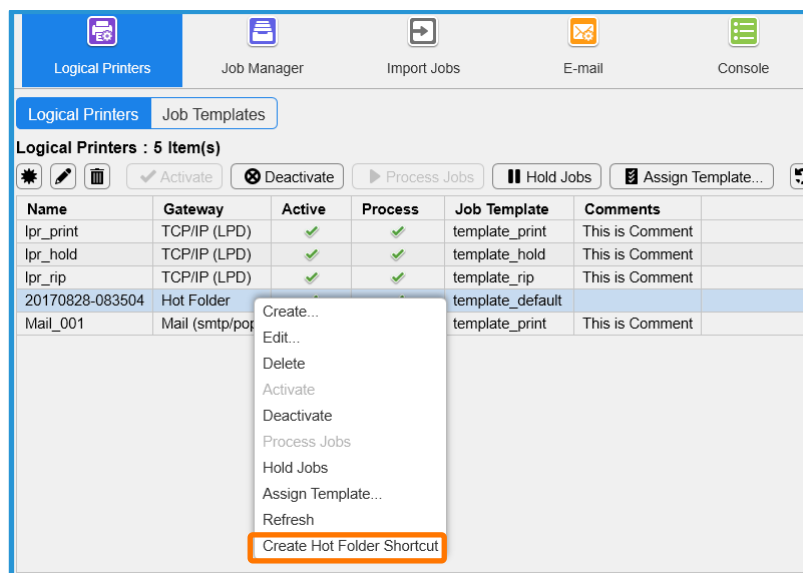 Logical Printers Job Manager Import Jobs E-mail Console
Logical Printers Job Templates
Logical Printers : 5 Item(s)
Activate Deactivate Process Jobs Hold Jobs Assign Template...
Name Gateway Active Process Job Template Comments
lpr_print TCP/IP (LPD) template_print This is Comment
lpr_hold TCP/IP (LPD) template_hold This is Comment
lpr_rip TCP/IP (LPD) template_rip This is Comment
20170828-083504 Hot Folder template_default
Mail_001 Mail (smtp/pop template_print This is Comment
Create...
Edit...
Delete
Activate
Deactivate
Process Jobs
Hold Jobs
Assign Template...
Refresh
Create Hot Folder Shortcut